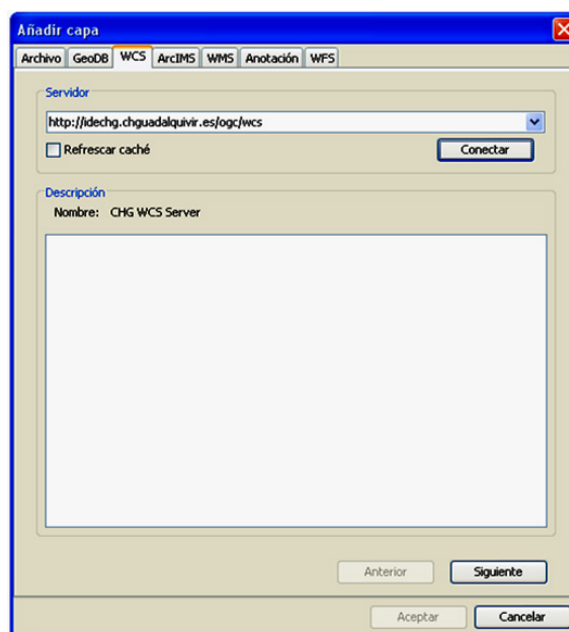 Añadir capa
Archivo GeoDB WCS ArcIMS WMS Anotación WFS
Servidor
http://idechg.chguadalquivir.es/ogc/wcs
Refrescar caché Conectar
Descripción
Nombre: CHG WCS Server
Anterior Siguiente
Aceptar Cancelar